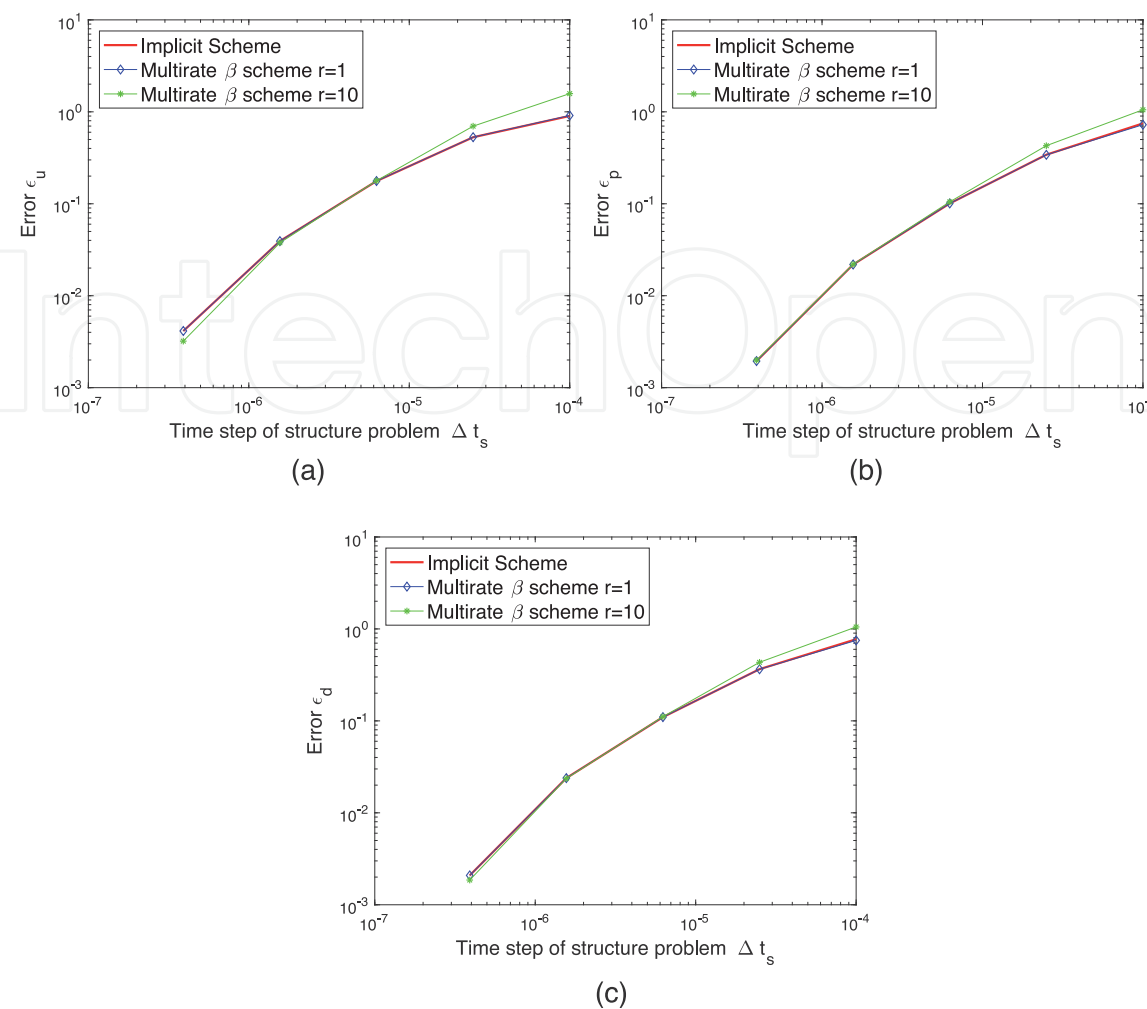 10^1
10^0
10^-1
10^-2
10^-3
Error ϵ_u
Implicit Scheme
Multirate β scheme r=1
Multirate β scheme r=10
10^-7
10^-6
10^-5
10^-4
Time step of structure problem Δ t_s
(a)
10^1
10^0
10^-1
10^-2
10^-3
Error ϵ_p
Implicit Scheme
Multirate β scheme r=1
Multirate β scheme r=10
10^-7
10^-6
10^-5
Time step of structure problem Δ t_s
(b)
IntechOpen
10^1
10^0
10^-1
10^-2
10^-3
Error ϵ_d
Implicit Scheme
Multirate β scheme r=1
Multirate β scheme r=10
10^-7
10^-6
10^-5
10^-4
Time step of structure problem Δ t_s
(c)